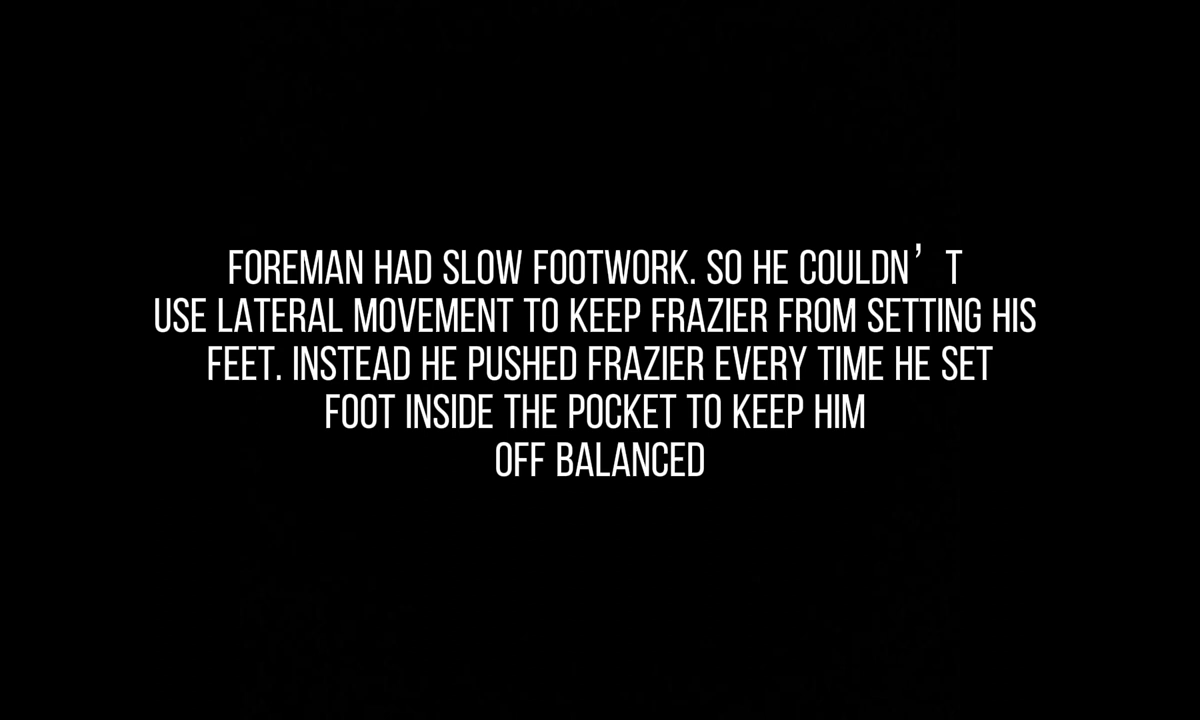 FOREMAN HAD SLOW FOOTWORK. SO HE COULDN’T
USE LATERAL MOVEMENT TO KEEP FRAZIER FROM SETTING HIS
FEET. INSTEAD HE PUSHED FRAZIER EVERY TIME HE SET
FOOT INSIDE THE POCKET TO KEEP HIM
OFF BALANCED